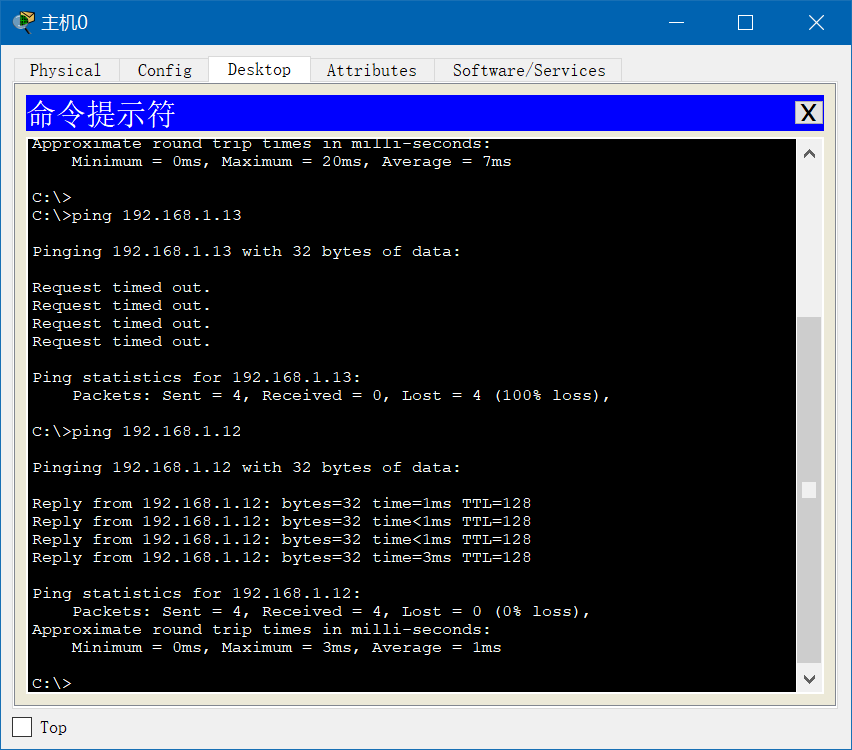 主机0
Physical Config Desktop Attributes Software/Services
命令提示符 X
Approximate round trip times in milli-seconds:
    Minimum = 0ms, Maximum = 20ms, Average = 7ms
C:\>
C:\>ping 192.168.1.13
Pinging 192.168.1.13 with 32 bytes of data:
Request timed out.
Request timed out.
Request timed out.
Request timed out.
Ping statistics for 192.168.1.13:
    Packets: Sent = 4, Received = 0, Lost = 4 (100% loss),
C:\>ping 192.168.1.12
Pinging 192.168.1.12 with 32 bytes of data:
Reply from 192.168.1.12: bytes=32 time=1ms TTL=128
Reply from 192.168.1.12: bytes=32 time<1ms TTL=128
Reply from 192.168.1.12: bytes=32 time<1ms TTL=128
Reply from 192.168.1.12: bytes=32 time=3ms TTL=128
Ping statistics for 192.168.1.12:
    Packets: Sent = 4, Received = 4, Lost = 0 (0% loss),
Approximate round trip times in milli-seconds:
    Minimum = 0ms, Maximum = 3ms, Average = 1ms
C:\>
Top